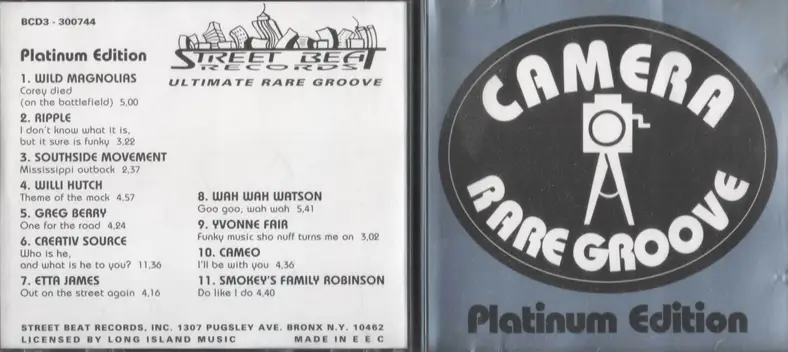 BCD3 - 300744
Platinum Edition
STREET BEAT
RECORDS
ULTIMATE RARE GROOVE
1. WILD MAGNOLIAS
Corey died
(on the battlefield) 5,00
2. RIPPLE
I don't know what it is,
but it sure is funky 3,22
3. SOUTHSIDE MOVEMENT
Mississippi outback 2,37
4. WILLI HUTCH
Theme of the mack 4,57
5. GREG BERRY
One for the road 4,24
6. CREATIV SOURCE
Who is he,
and what is he to you? 11,36
7. ETTA JAMES
Out on the street again 4,16
8. WAH WAH WATSON
Goo goo, wah wah 5,41
9. YVONNE FAIR
Funky music sho nuff turns me on 3,02
10. CAMEO
I'll be with you 4,36
11. SMOKEY'S FAMILY ROBINSON
Do like I do 4,40
STREET BEAT RECORDS, INC. 1307 PUGSLEY AVE. BRONX N.Y. 10462
LICENSED BY LONG ISLAND MUSIC MADE IN E E C
CAMERA
RARE GROOVE
Platinum Edition